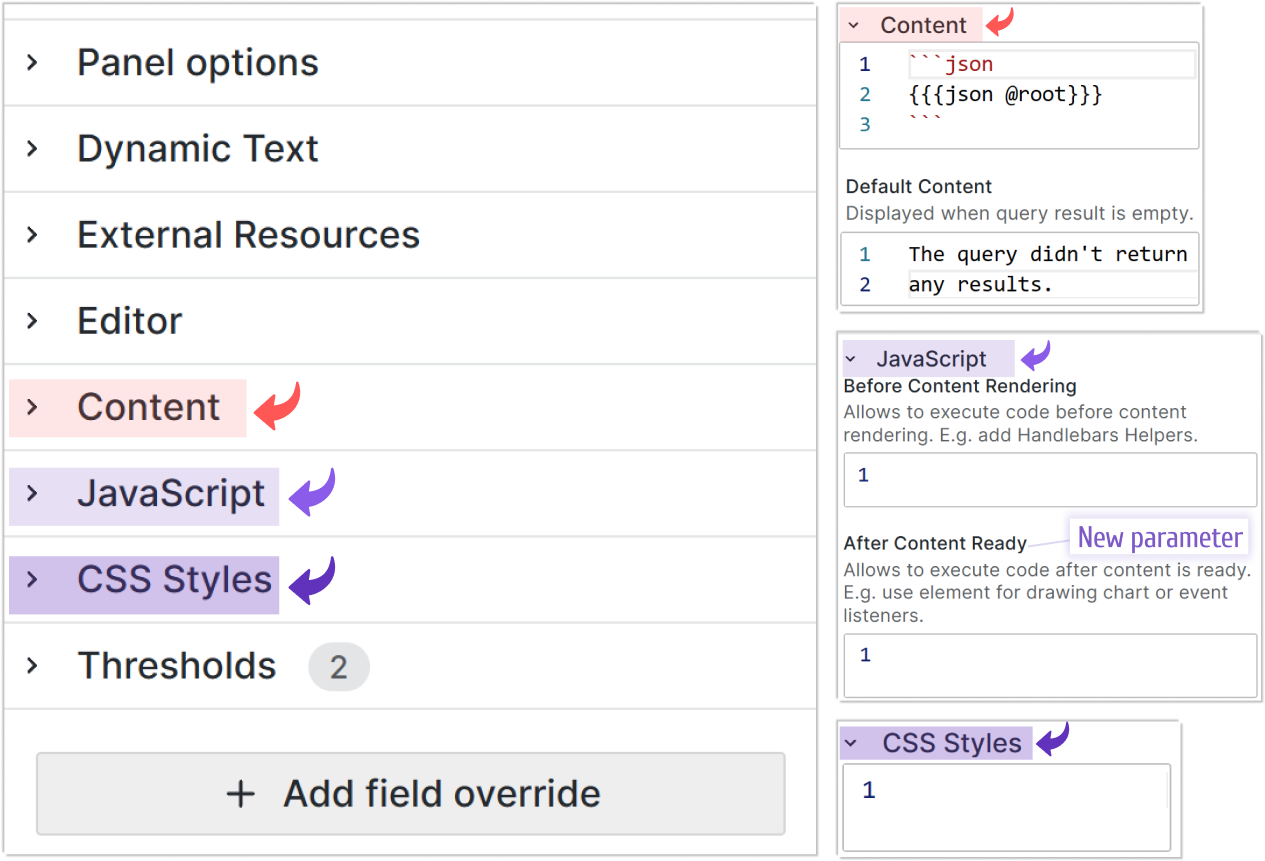 Panel options
Dynamic Text
External Resources
Editor
Content
JavaScript
CSS Styles
Thresholds 2
+ Add field override
Content
1 ```json
2 {{{json @root}}}
3 ```
Default Content
Displayed when query result is empty.
1 The query didn't return
2 any results.
JavaScript
Before Content Rendering
Allows to execute code before content
rendering. E.g. add Handlebars Helpers.
1
After Content Ready
New parameter
Allows to execute code after content is ready.
E.g. use element for drawing chart or event
listeners.
1
CSS Styles
1